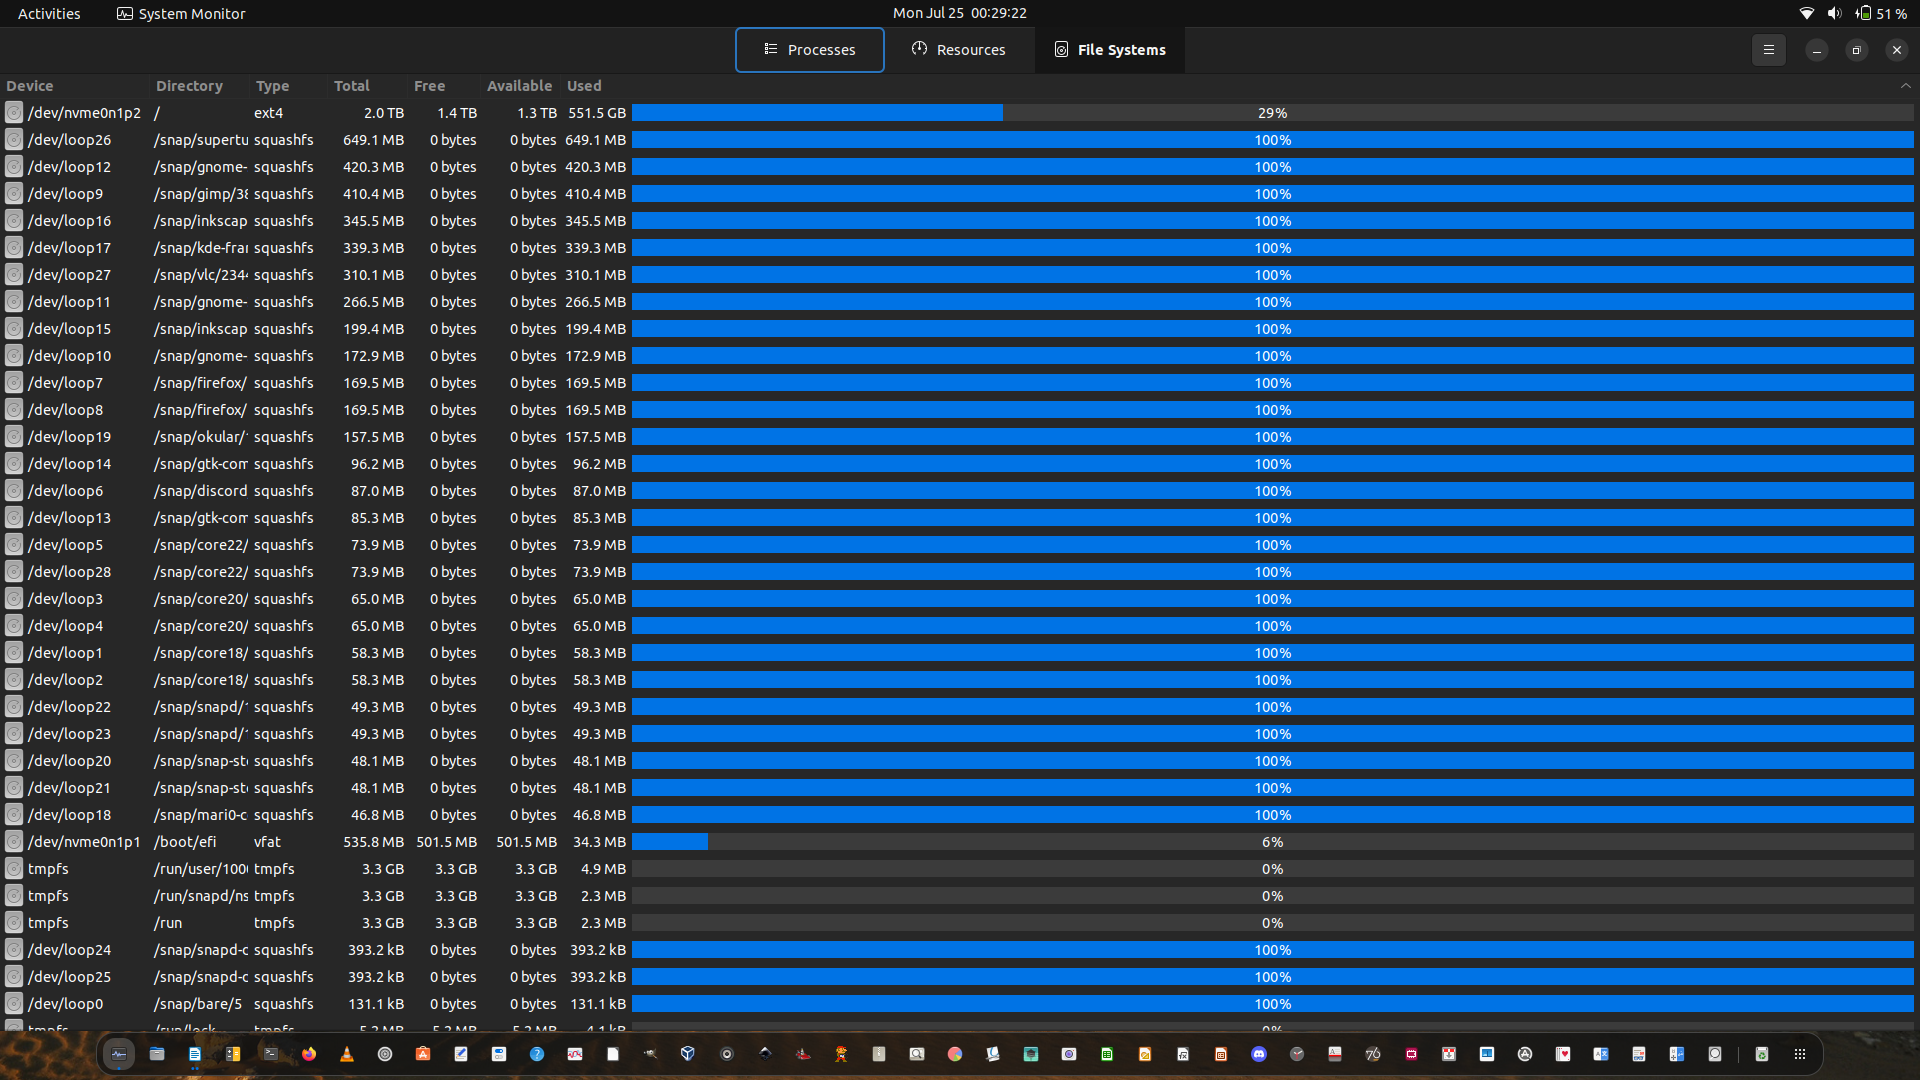 Activities System Monitor Mon Jul 25 00:29:22 51 %
Processes Resources File Systems
Device Directory Type Total Free Available Used
/dev/nvme0n1p2 / ext4 2.0 TB 1.4 TB 1.3 TB 551.5 GB 29%
/dev/loop26 /snap/supertu squashfs 649.1 MB 0 bytes 0 bytes 649.1 MB 100%
/dev/loop12 /snap/gnome- squashfs 420.3 MB 0 bytes 0 bytes 420.3 MB 100%
/dev/loop9 /snap/gimp/38 squashfs 410.4 MB 0 bytes 0 bytes 410.4 MB 100%
/dev/loop16 /snap/inkscap squashfs 345.5 MB 0 bytes 0 bytes 345.5 MB 100%
/dev/loop17 /snap/kde-fra squashfs 339.3 MB 0 bytes 0 bytes 339.3 MB 100%
/dev/loop27 /snap/vlc/2344 squashfs 310.1 MB 0 bytes 0 bytes 310.1 MB 100%
/dev/loop11 /snap/gnome- squashfs 266.5 MB 0 bytes 0 bytes 266.5 MB 100%
/dev/loop15 /snap/inkscap squashfs 199.4 MB 0 bytes 0 bytes 199.4 MB 100%
/dev/loop10 /snap/gnome- squashfs 172.9 MB 0 bytes 0 bytes 172.9 MB 100%
/dev/loop7 /snap/firefox/ squashfs 169.5 MB 0 bytes 0 bytes 169.5 MB 100%
/dev/loop8 /snap/firefox/ squashfs 169.5 MB 0 bytes 0 bytes 169.5 MB 100%
/dev/loop19 /snap/okular/ squashfs 157.5 MB 0 bytes 0 bytes 157.5 MB 100%
/dev/loop14 /snap/gtk-com squashfs 96.2 MB 0 bytes 0 bytes 96.2 MB 100%
/dev/loop6 /snap/discord squashfs 87.0 MB 0 bytes 0 bytes 87.0 MB 100%
/dev/loop13 /snap/gtk-com squashfs 85.3 MB 0 bytes 0 bytes 85.3 MB 100%
/dev/loop5 /snap/core22/ squashfs 73.9 MB 0 bytes 0 bytes 73.9 MB 100%
/dev/loop28 /snap/core22/ squashfs 73.9 MB 0 bytes 0 bytes 73.9 MB 100%
/dev/loop3 /snap/core20/ squashfs 65.0 MB 0 bytes 0 bytes 65.0 MB 100%
/dev/loop4 /snap/core20/ squashfs 65.0 MB 0 bytes 0 bytes 65.0 MB 100%
/dev/loop1 /snap/core18/ squashfs 58.3 MB 0 bytes 0 bytes 58.3 MB 100%
/dev/loop2 /snap/core18/ squashfs 58.3 MB 0 bytes 0 bytes 58.3 MB 100%
/dev/loop22 /snap/snapd/1 squashfs 49.3 MB 0 bytes 0 bytes 49.3 MB 100%
/dev/loop23 /snap/snapd/1 squashfs 49.3 MB 0 bytes 0 bytes 49.3 MB 100%
/dev/loop20 /snap/snap-sto squashfs 48.1 MB 0 bytes 0 bytes 48.1 MB 100%
/dev/loop21 /snap/snap-sto squashfs 48.1 MB 0 bytes 0 bytes 48.1 MB 100%
/dev/loop18 /snap/mari0-c squashfs 46.8 MB 0 bytes 0 bytes 46.8 MB 100%
/dev/nvme0n1p1 /boot/efi vfat 535.8 MB 501.5 MB 501.5 MB 34.3 MB 6%
tmpfs /run/user/1000 tmpfs 3.3 GB 3.3 GB 3.3 GB 4.9 MB 0%
tmpfs /run/snapd/ns tmpfs 3.3 GB 3.3 GB 3.3 GB 2.3 MB 0%
tmpfs /run tmpfs 3.3 GB 3.3 GB 3.3 GB 2.3 MB 0%
/dev/loop24 /snap/snapd-c squashfs 393.2 kB 0 bytes 0 bytes 393.2 kB 100%
/dev/loop25 /snap/snapd-c squashfs 393.2 kB 0 bytes 0 bytes 393.2 kB 100%
/dev/loop0 /snap/bare/5 squashfs 131.1 kB 0 bytes 0 bytes 131.1 kB 100%
tmpfs /run/lock tmpfs 5.2 MB 5.2 MB 5.2 MB 4.1 kB 0%